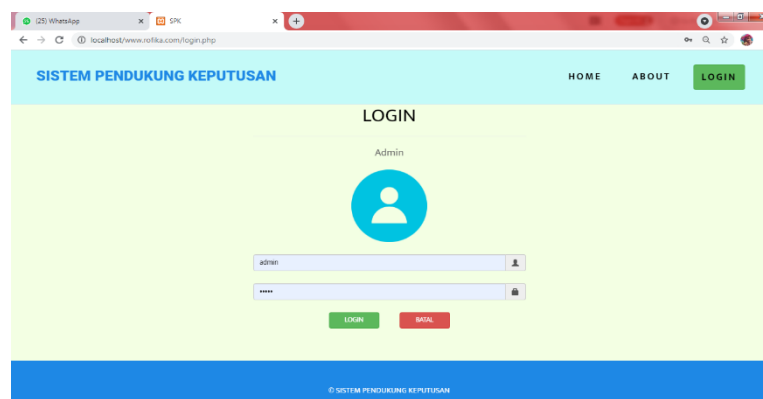 (25) WhatsApp
SPK
localhost/www.rofika.com/login.php
SISTEM PENDUKUNG KEPUTUSAN
HOME ABOUT LOGIN
LOGIN
Admin
admin
•••••
LOGIN BATAL
© SISTEM PENDUKUNG KEPUTUSAN